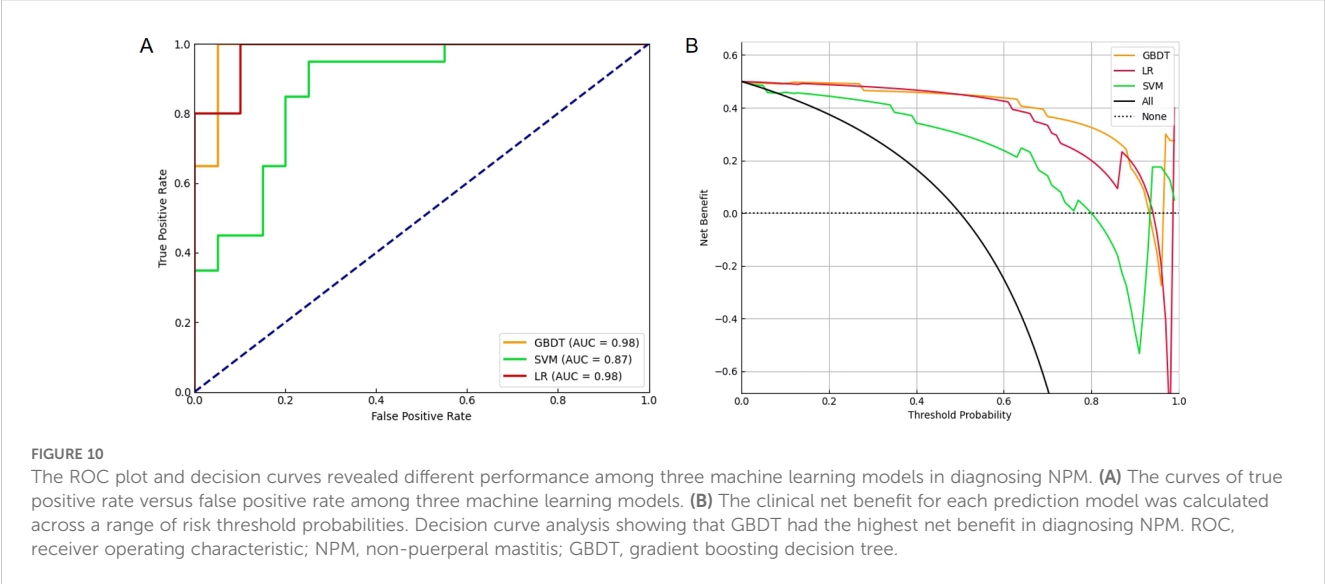 A
1.0
0.8
0.6
0.4
0.2
0.0
True Positive Rate
0.0 0.2 0.4 0.6 0.8 1.0
False Positive Rate
GBDT (AUC = 0.98)
SVM (AUC = 0.87)
LR (AUC = 0.98)
B
0.6
0.4
0.2
0.0
−0.2
−0.4
−0.6
Net Benefit
0.0 0.2 0.4 0.6 0.8 1.0
Threshold Probability
GBDT
LR
SVM
All
None
FIGURE 10
The ROC plot and decision curves revealed different performance among three machine learning models in diagnosing NPM. (A) The curves of true
positive rate versus false positive rate among three machine learning models. (B) The clinical net benefit for each prediction model was calculated
across a range of risk threshold probabilities. Decision curve analysis showing that GBDT had the highest net benefit in diagnosing NPM. ROC,
receiver operating characteristic; NPM, non-puerperal mastitis; GBDT, gradient boosting decision tree.